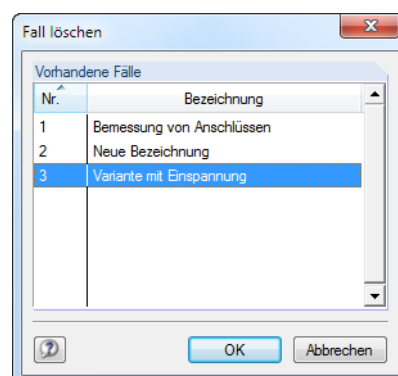 Fall löschen
Vorhandene Fälle
Nr. Bezeichnung
1 Bemessung von Anschlüssen
2 Neue Bezeichnung
3 Variante mit Einspannung
OK Abbrechen